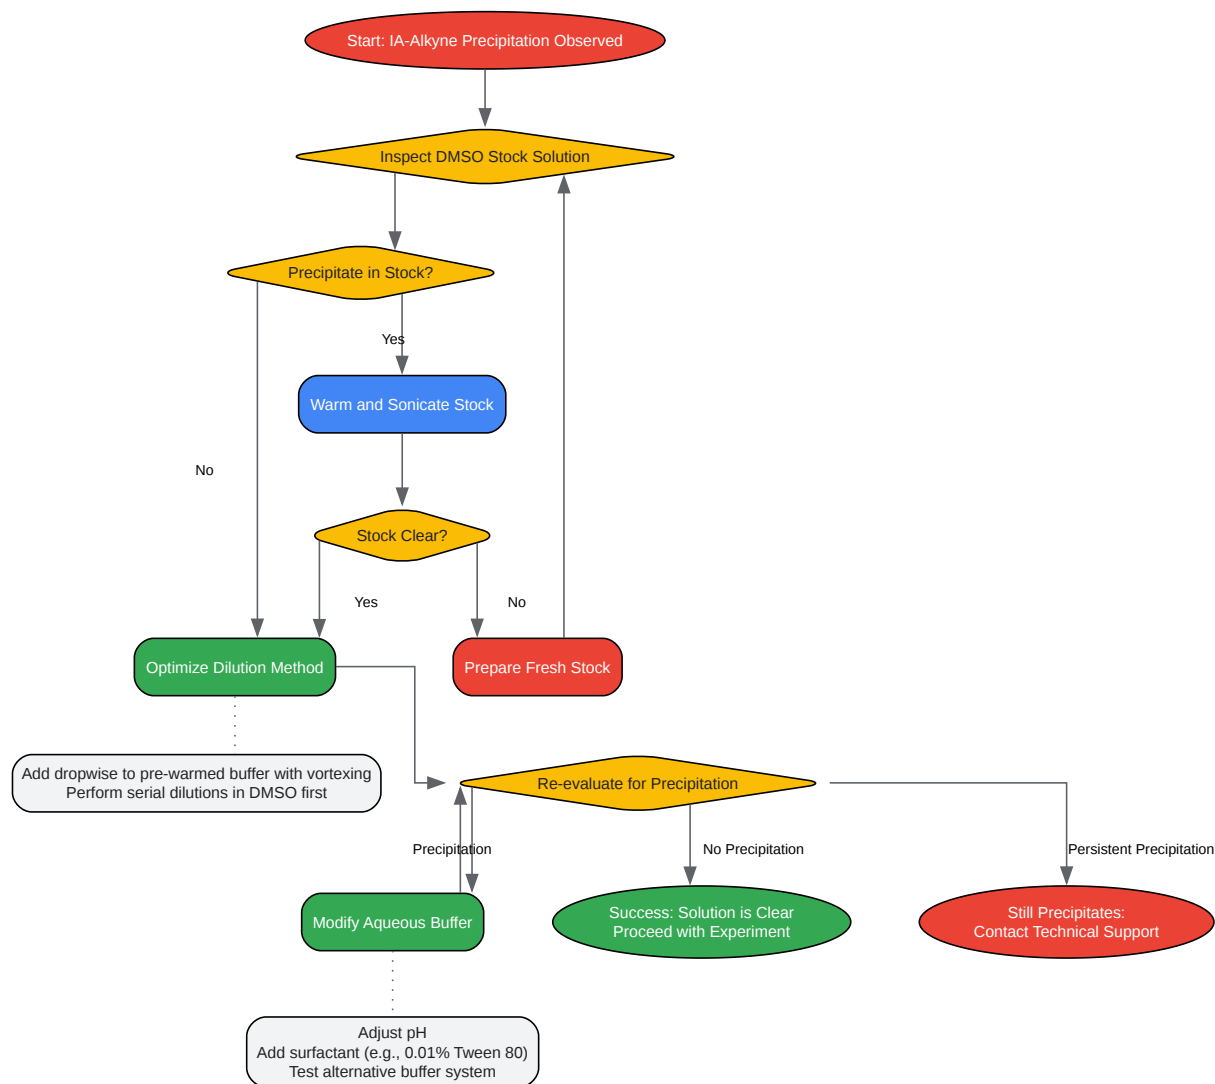 Start: IA-Alkyne Precipitation Observed
Inspect DMSO Stock Solution
Precipitate in Stock?
Yes
Warm and Sonicate Stock
No
Stock Clear?
Yes
No
Optimize Dilution Method
Prepare Fresh Stock
Add dropwise to pre-warmed buffer with vortexing
Perform serial dilutions in DMSO first
Re-evaluate for Precipitation
Precipitation
No Precipitation
Persistent Precipitation
Modify Aqueous Buffer
Success: Solution is Clear
Proceed with Experiment
Still Precipitates:
Contact Technical Support
Adjust pH
Add surfactant (e.g., 0.01% Tween 80)
Test alternative buffer system